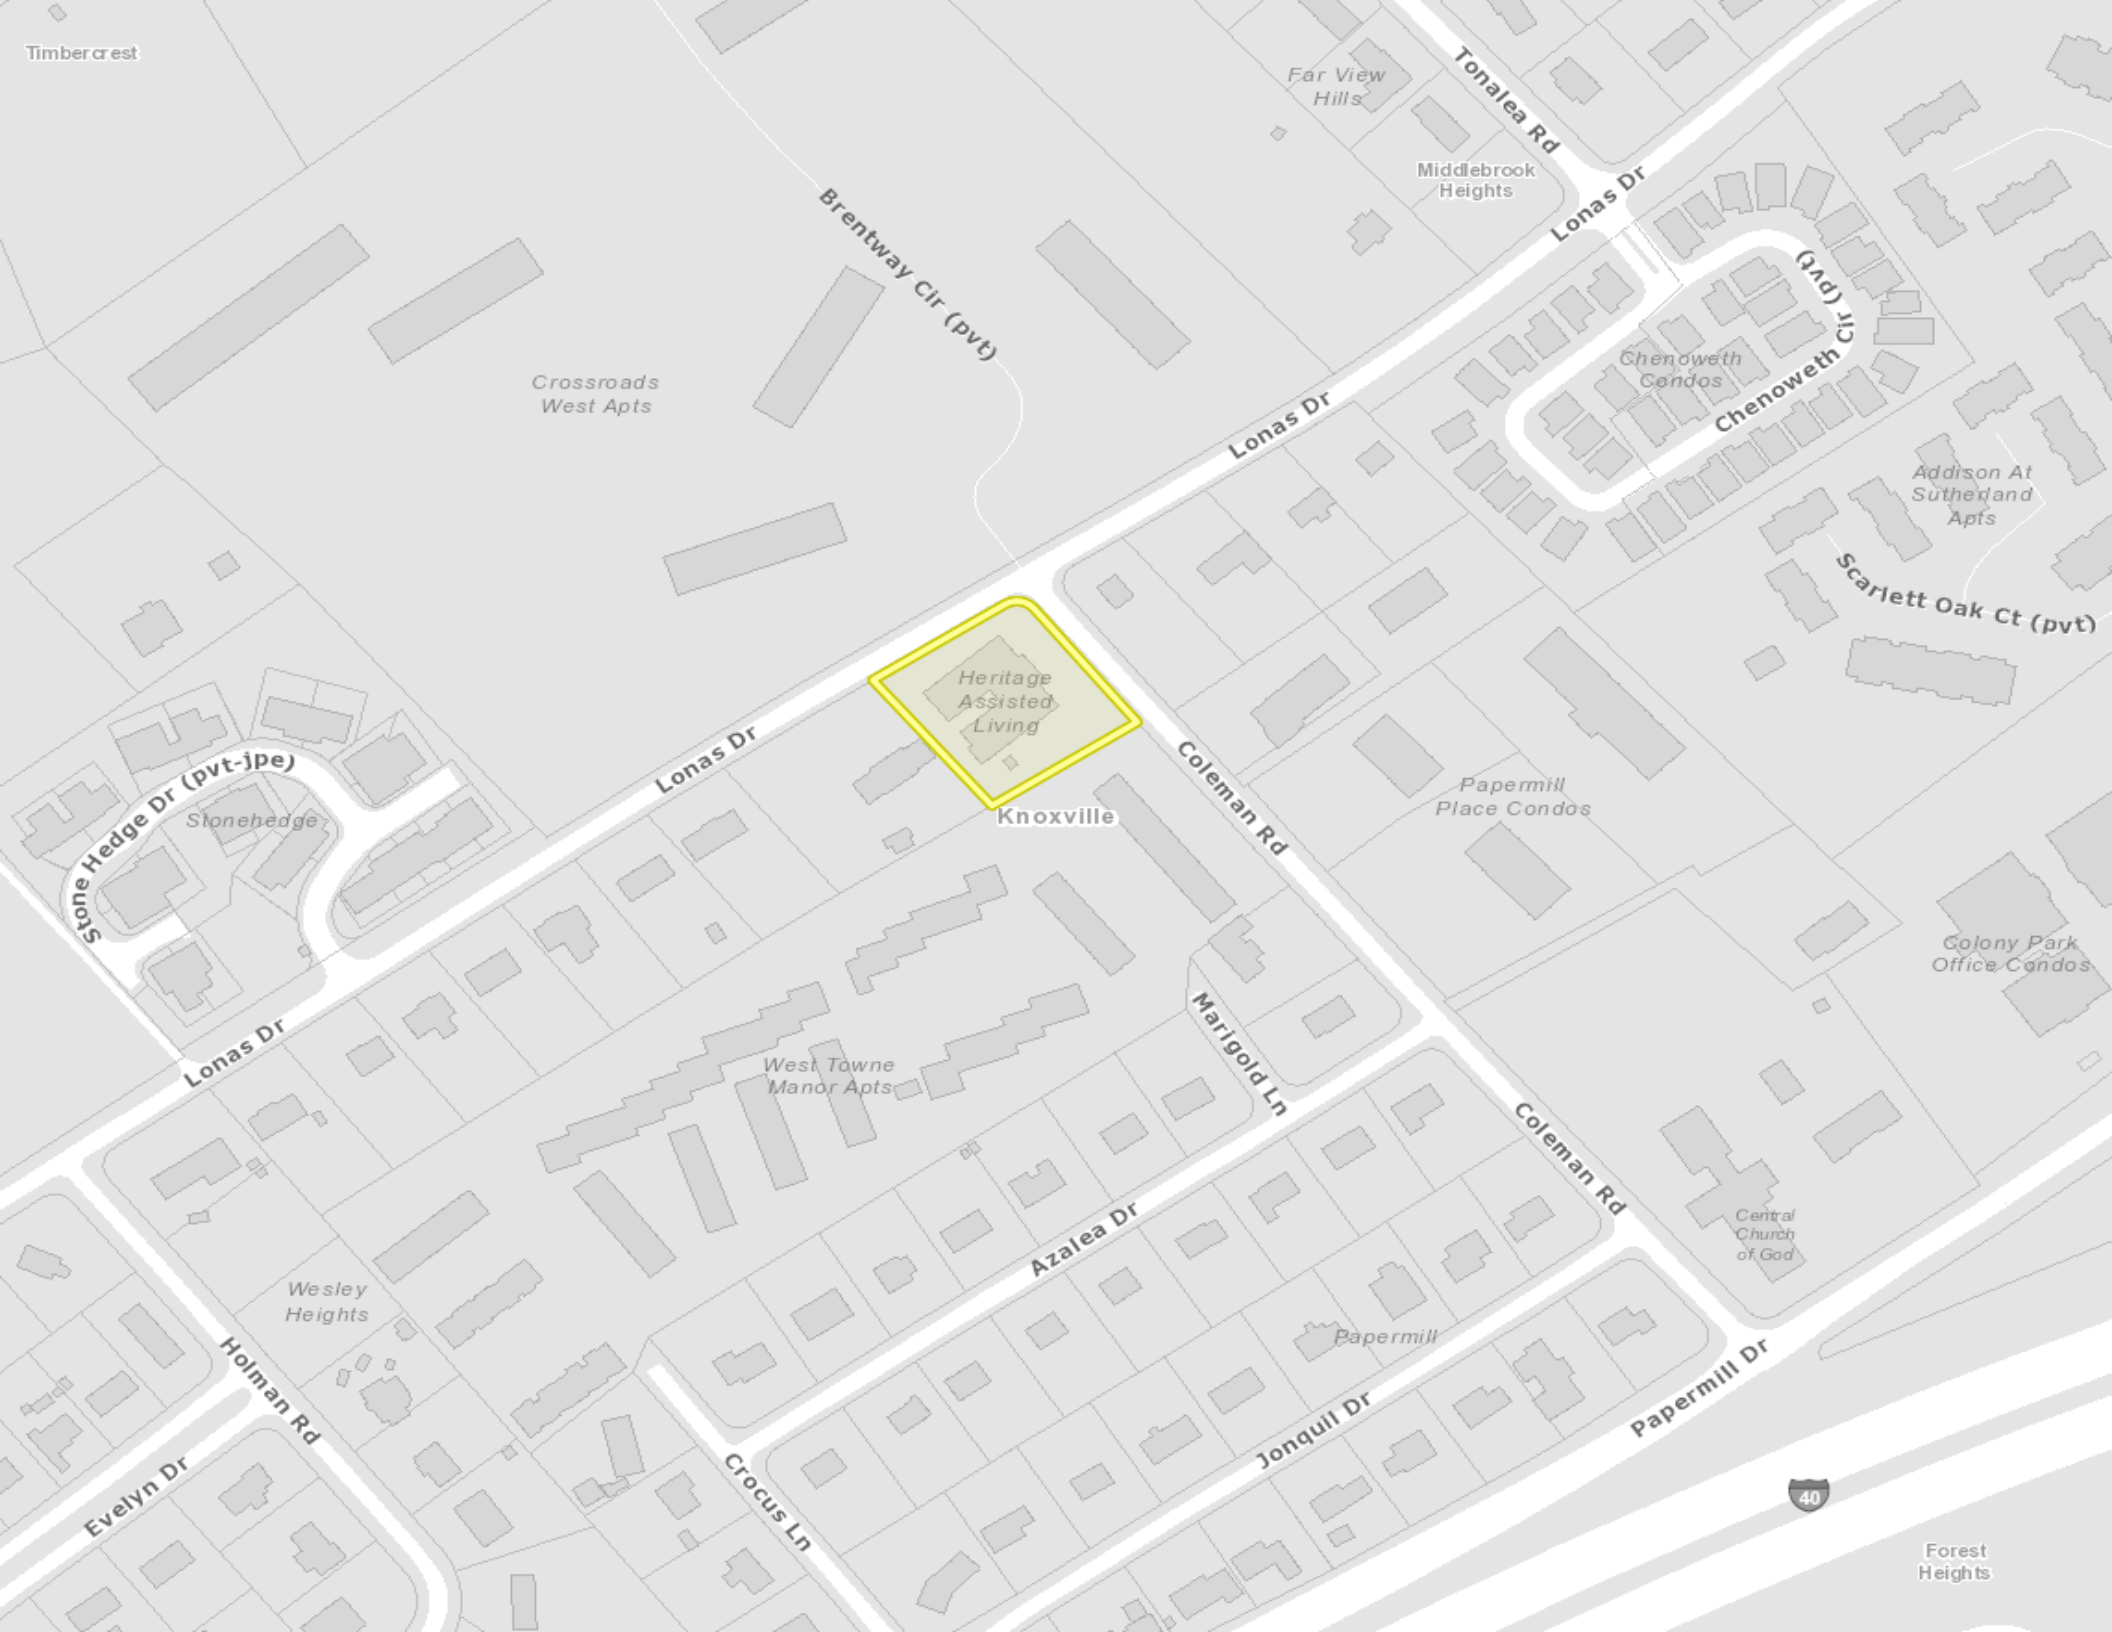 Timbercrest
Far View
Hills
Tonalea Rd
Middlebrook
Heights
Lonas Dr
Brentway Cir (pvt)
Chenoweth Cir (pvt)
Chenoweth
Condos
Chenoweth
Crossroads
West Apts
Lonas Dr
Addison At
Sutherland
Apts
Scarlett Oak Ct (pvt)
Heritage
Assisted
Living
Lonas Dr
Coleman Rd
Stone Hedge Dr (pvt-jpe)
Stonehedge
Knoxville
Papermill
Place Condos
Colony Park
Office Condos
Lonas Dr
West Towne
Manor Apts
Marigold Ln
Coleman Rd
Azalea Dr
Central
Church
of God
Wesley
Heights
Holman Rd
Papermill
Papermill Dr
Jonquil Dr
Evelyn Dr
Crocus Ln
40
Forest
Heights